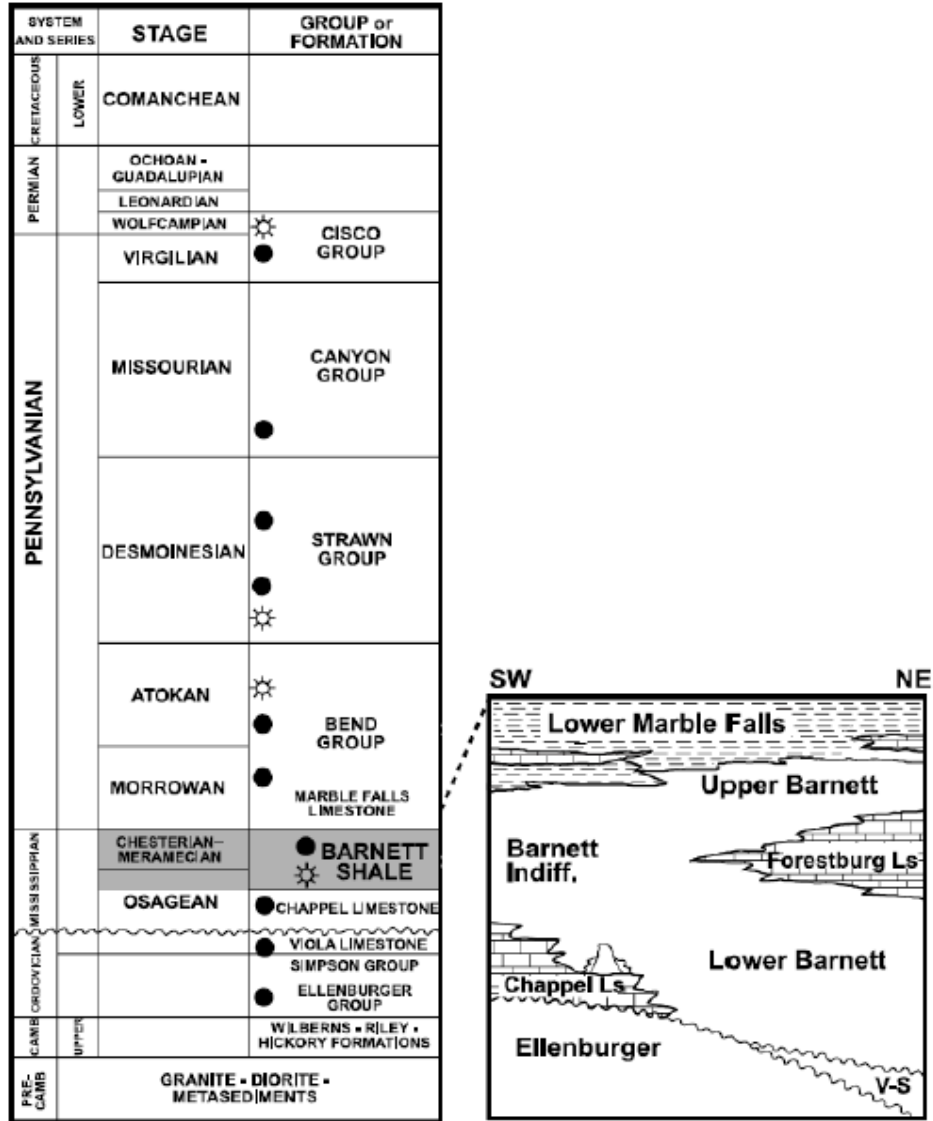 SYSTEM
AND SERIES
STAGE
GROUP or
FORMATION
CRETACEOUS
LOWER
COMANCHEAN
PERMIAN
OCHOAN -
GUADALUPIAN
LEONARDIAN
WOLFCAMPIAN
CISCO
GROUP
PENNSYLVANIAN
VIRGILIAN
MISSOURIAN
CANYON
GROUP
DESMOINESIAN
STRAWN
GROUP
ATOKAN
BEND
GROUP
MORROWAN
MARBLE FALLS
LIMESTONE
MISSISSIPPIAN
CHESTERIAN-
MERAMECIAN
BARNETT
SHALE
OSAGEAN
CHAPPEL LIMESTONE
ORDOVICIAN
VIOLA LIMESTONE
SIMPSON GROUP
ELLENBURGER
GROUP
CAMB
UPPER
WILBERNS - RILEY -
HICKORY FORMATIONS
PRE-
CAMB
GRANITE - DIORITE -
METASEDIMENTS
SW
NE
Lower Marble Falls
Upper Barnett
Barnett
Indiff.
Forestburg Ls
Lower Barnett
Chappel Ls
Ellenburger
V-S